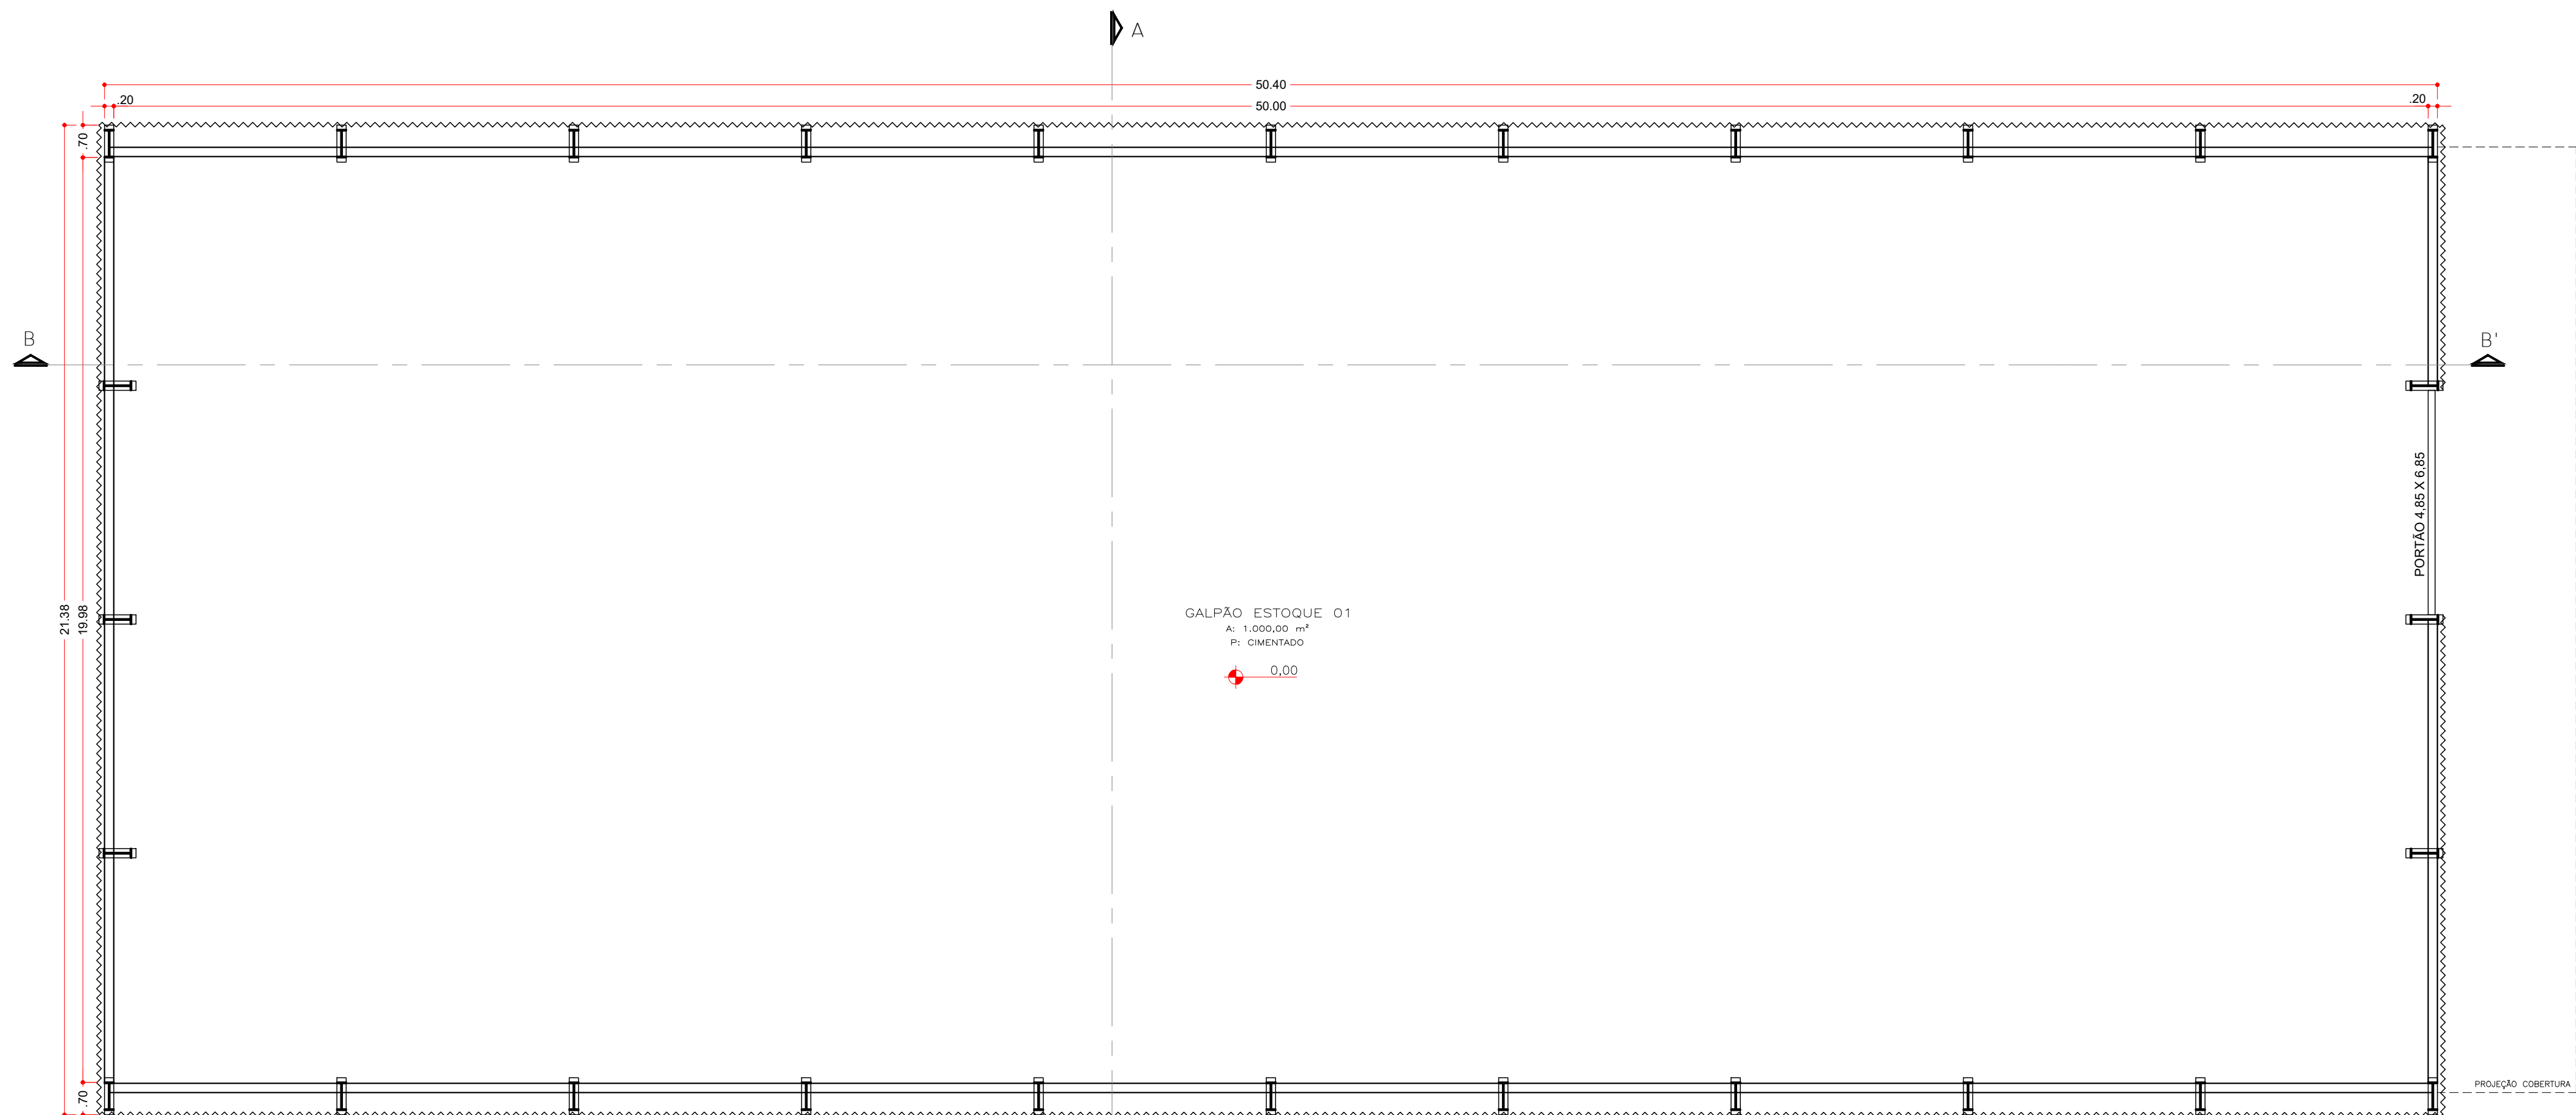 A
50.40
.20
50.00
.20
.70
B
B'
PORTÃO 4,85 X 6,85
21.38
19.98
GALPÃO ESTOQUE 01
A: 1.000,00 m²
P: CIMENTADO
0,00
PROJEÇÃO COBERTURA
.70